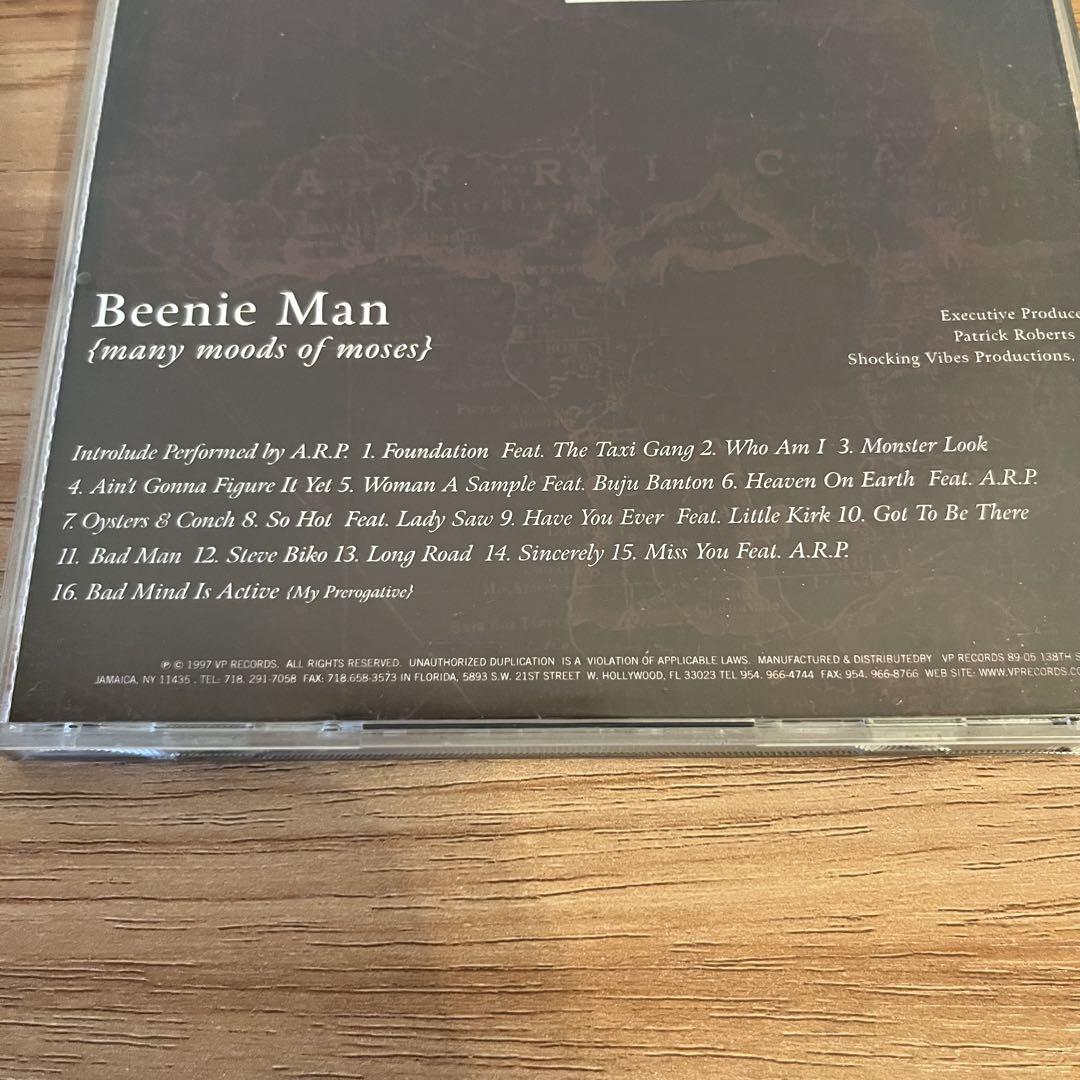 A F R I C A
NIGERIA
Beenie Man
{many moods of moses}
Executive Produce
Patrick Roberts
Shocking Vibes Productions,
Introlude Performed by A.R.P. 1. Foundation Feat. The Taxi Gang 2. Who Am I 3. Monster Look
4. Ain't Gonna Figure It Yet 5. Woman A Sample Feat. Buju Banton 6. Heaven On Earth Feat. A.R.P.
7. Oysters & Conch 8. So Hot Feat. Lady Saw 9. Have You Ever Feat. Little Kirk 10. Got To Be There
11. Bad Man 12. Steve Biko 13. Long Road 14. Sincerely 15. Miss You Feat. A.R.P.
16. Bad Mind Is Active {My Prerogative}
℗ © 1997 VP RECORDS. ALL RIGHTS RESERVED. UNAUTHORIZED DUPLICATION IS A VIOLATION OF APPLICABLE LAWS. MANUFACTURED & DISTRIBUTEDBY VP RECORDS 89-05 138TH S
JAMAICA, NY 11435 . TEL: 718. 291-7058 FAX: 718.658-3573 IN FLORIDA, 5893 S.W. 21ST STREET W. HOLLYWOOD, FL 33023 TEL 954. 966-4744 FAX: 954. 966-8766 WEB SITE: WWW.VPRECORDS.CO